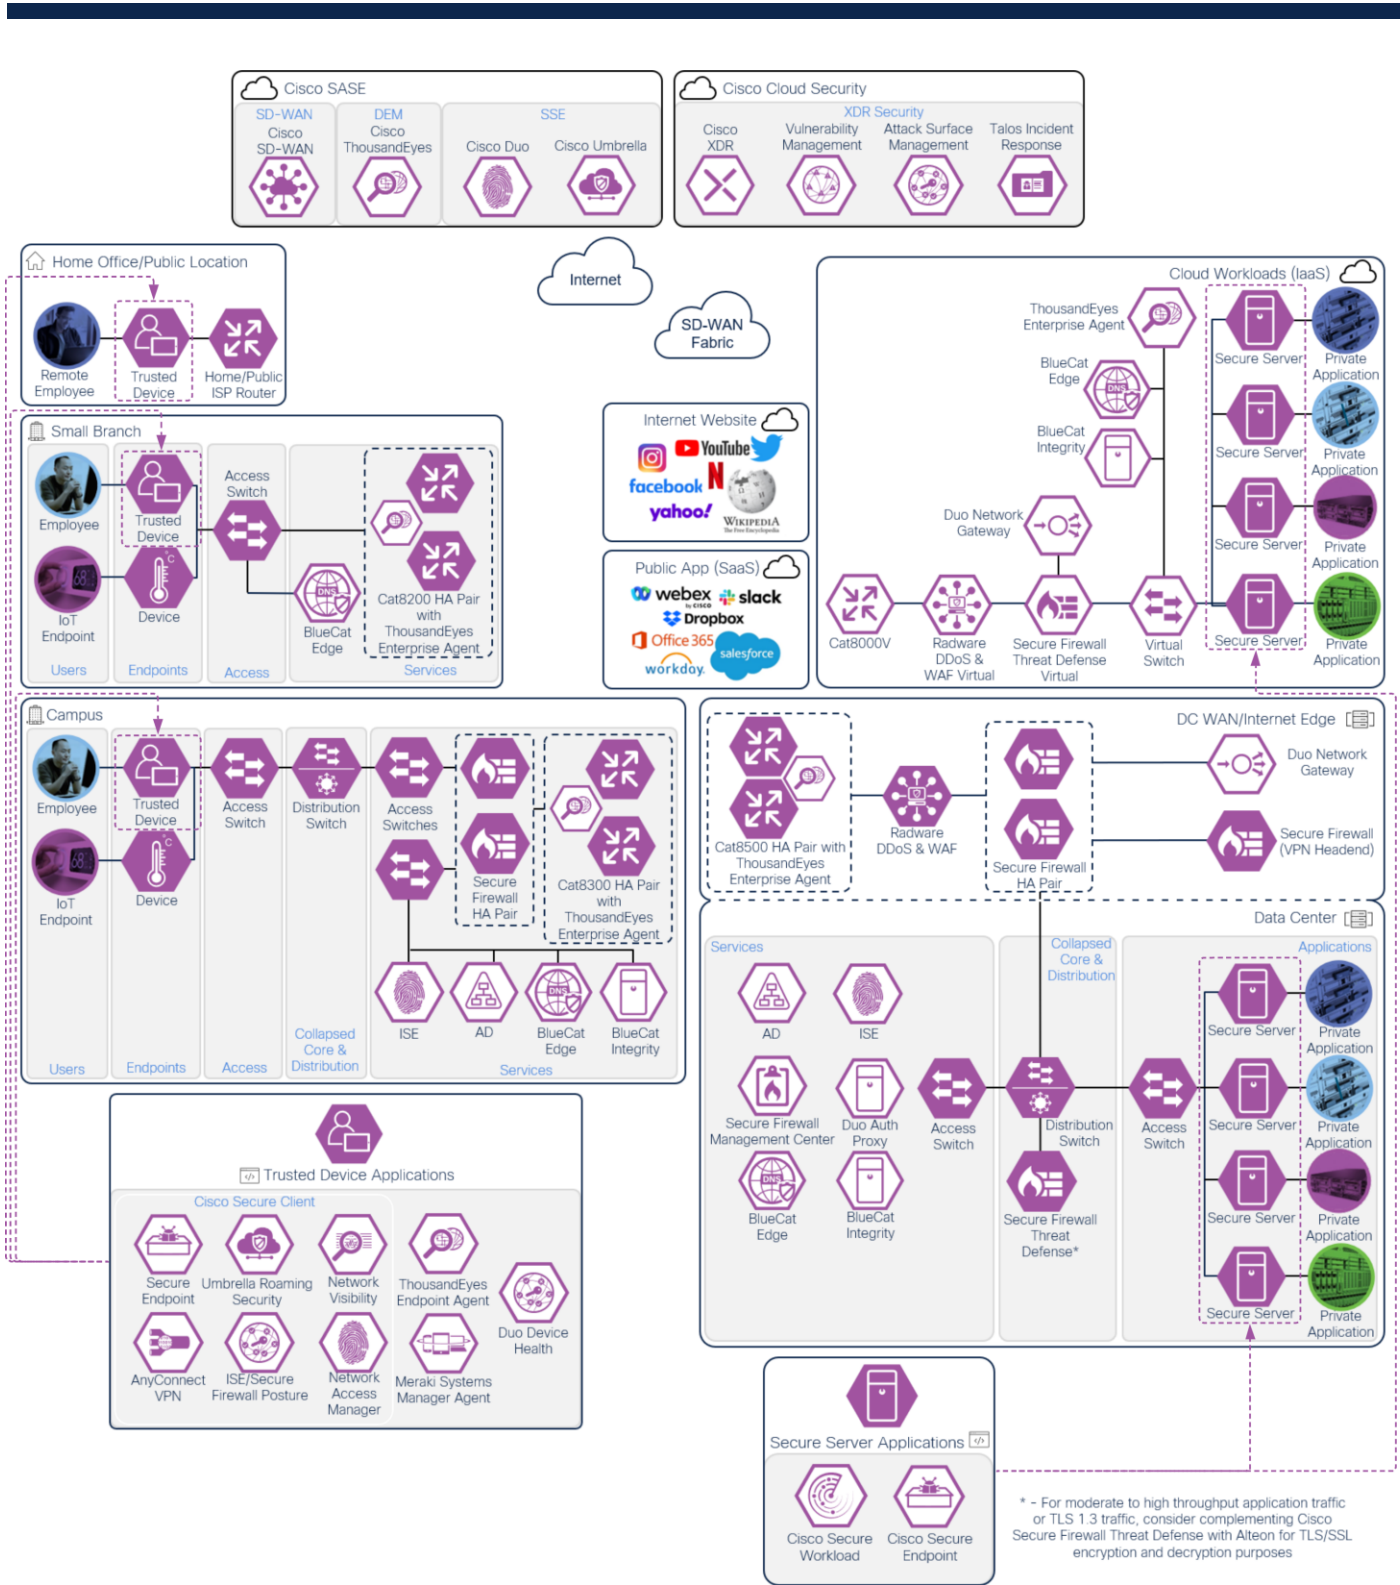 Cisco SASE
SD-WAN
Cisco
SD-WAN
DEM
Cisco
ThousandEyes
SSE
Cisco Duo
Cisco Umbrella
Cisco Cloud Security
XDR Security
Cisco
XDR
Vulnerability
Management
Attack Surface
Management
Talos Incident
Response
Internet
SD-WAN
Fabric
Home Office/Public Location
Remote
Employee
Trusted
Device
Home/Public
ISP Router
Small Branch
Employee
IoT
Endpoint
Users
Trusted
Device
°C
Device
Endpoints
Access
Switch
Access
DNS
BlueCat
Edge
Cat8200 HA Pair
with
ThousandEyes
Enterprise Agent
Services
Internet Website
YouTube
facebook
N
yahoo!
WIKIPEDIA
The Free Encyclopedia
Public App (SaaS)
webex
by CISCO
slack
Dropbox
Office 365
workday.
salesforce
Cloud Workloads (IaaS)
ThousandEyes
Enterprise Agent
BlueCat
Edge
DNS
BlueCat
Integrity
Duo Network
Gateway
Cat8000V
Radware
DDoS &
WAF Virtual
Secure Firewall
Threat Defense
Virtual
Virtual
Switch
Secure Server
Private
Application
Secure Server
Private
Application
Secure Server
Private
Application
Secure Server
Private
Application
Campus
Employee
IoT
Endpoint
Users
Trusted
Device
°C
Device
Endpoints
Access
Switch
Access
Distribution
Switch
Collapsed
Core &
Distribution
Access
Switches
Secure
Firewall
HA Pair
Cat8300 HA Pair
with
ThousandEyes
Enterprise Agent
ISE
AD
DNS
BlueCat
Edge
BlueCat
Integrity
Services
DC WAN/Internet Edge
Cat8500 HA Pair with
ThousandEyes
Enterprise Agent
Radware
DDoS & WAF
Secure Firewall
HA Pair
Duo Network
Gateway
Secure Firewall
(VPN Headend)
Data Center
Services
AD
ISE
Secure Firewall
Management Center
Duo Auth
Proxy
DNS
BlueCat
Edge
BlueCat
Integrity
Access
Switch
Collapsed
Core &
Distribution
Distribution
Switch
Secure Firewall
Threat
Defense*
Access
Switch
Applications
Secure Server
Private
Application
Secure Server
Private
Application
Secure Server
Private
Application
Secure Server
Private
Application
Trusted Device Applications
Cisco Secure Client
Secure
Endpoint
Umbrella Roaming
Security
Network
Visibility
ThousandEyes
Endpoint Agent
Duo Device
Health
AnyConnect
VPN
ISE/Secure
Firewall Posture
Network
Access
Manager
Meraki Systems
Manager Agent
Secure Server Applications
Cisco Secure
Workload
Cisco Secure
Endpoint
* - For moderate to high throughput application traffic
or TLS 1.3 traffic, consider complementing Cisco
Secure Firewall Threat Defense with Alteon for TLS/SSL
encryption and decryption purposes